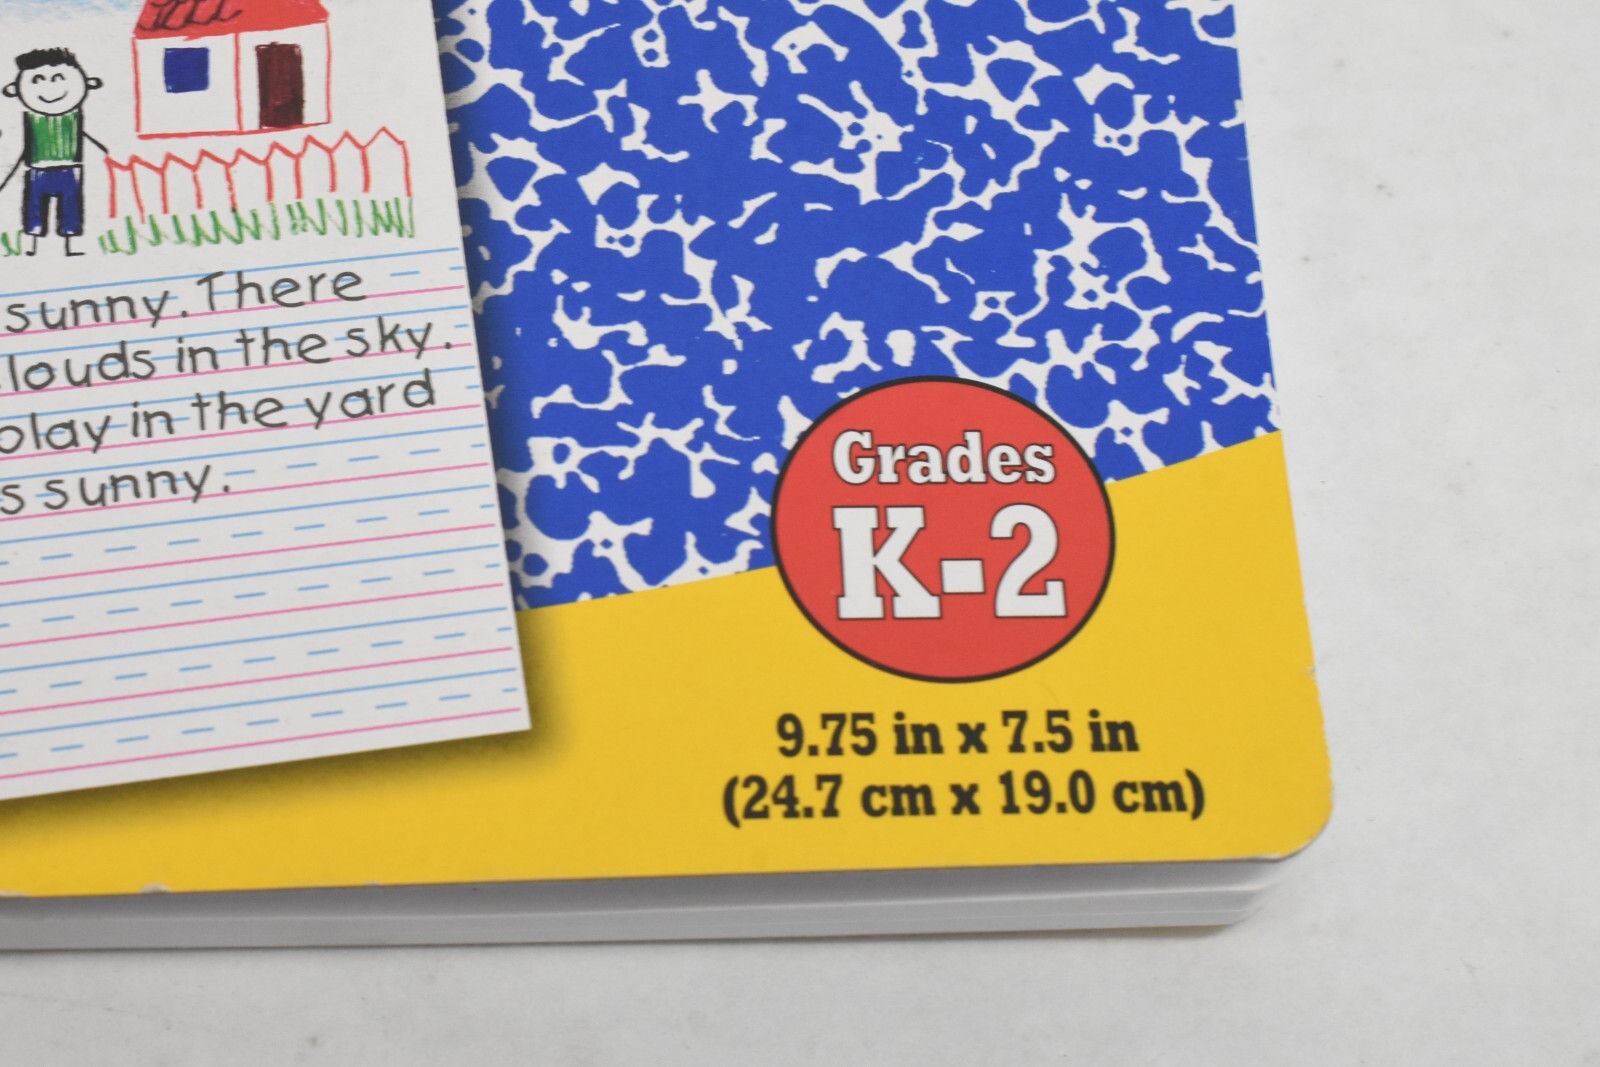 sunny. There
louds in the sky.
play in the yard
s sunny.
Grades
K-2
9.75 in x 7.5 in
(24.7 cm x 19.0 cm)